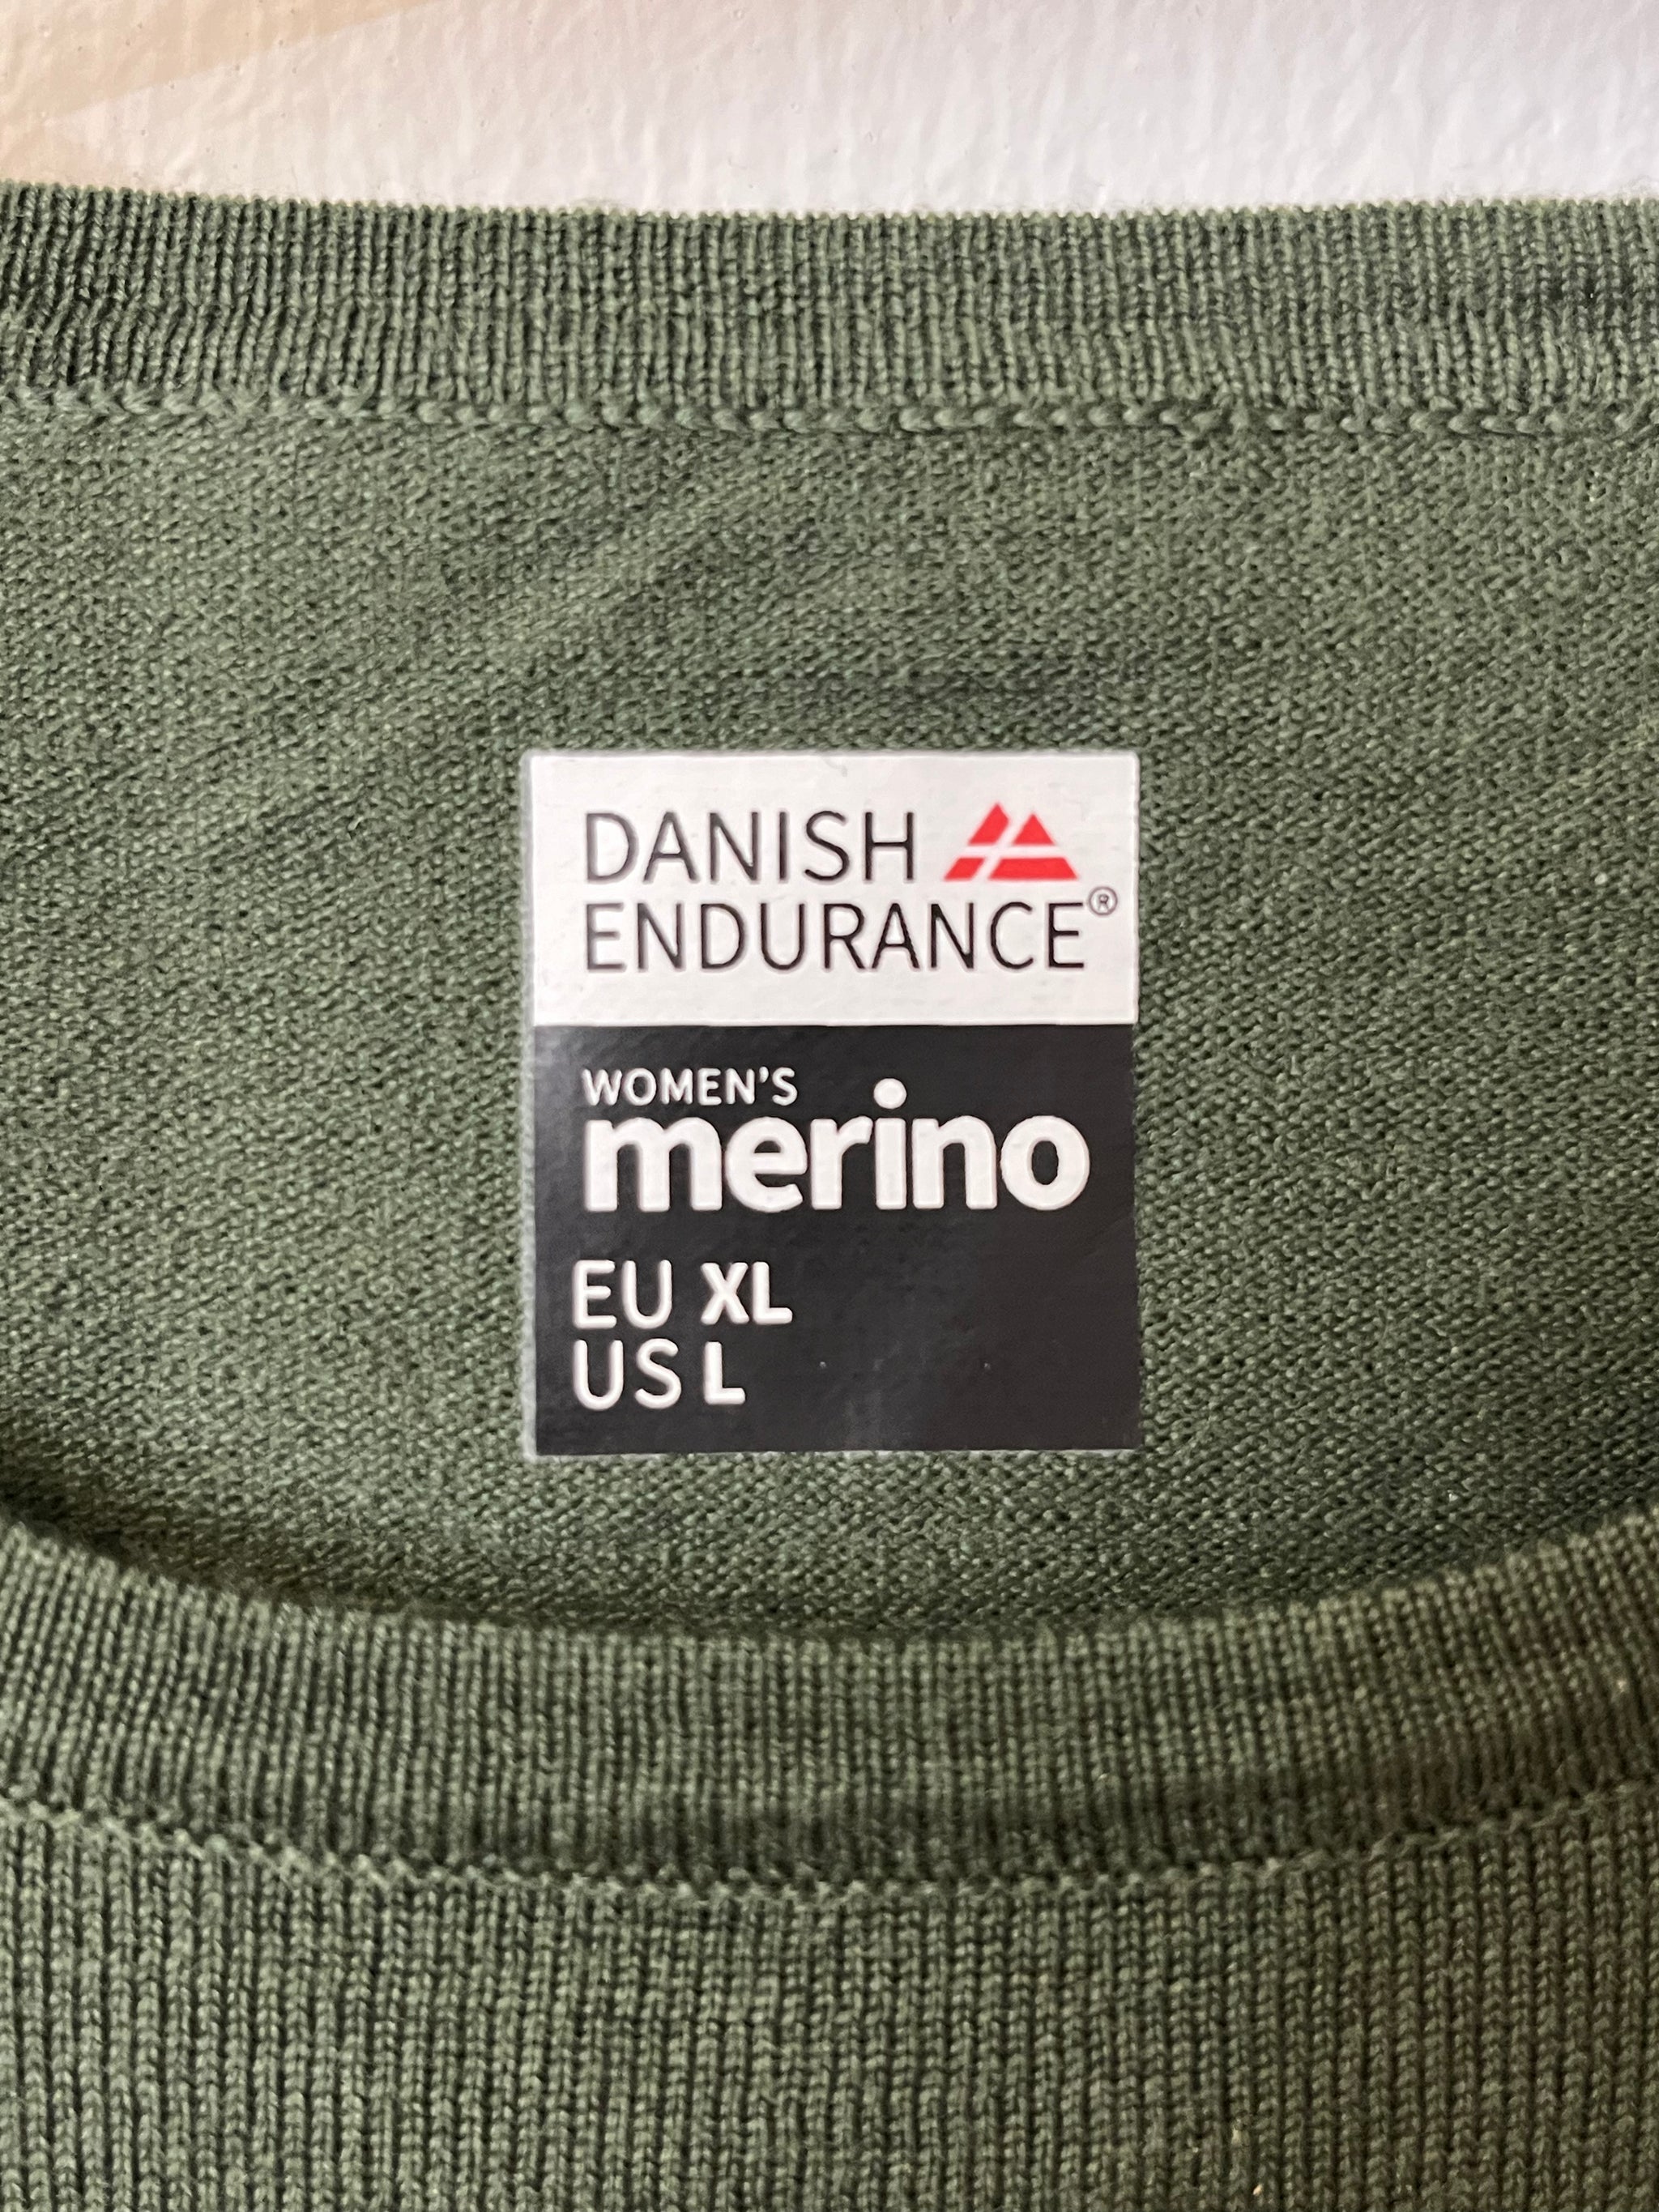 DANISH
ENDURANCE®
WOMEN'S
merino
EU XL
US L